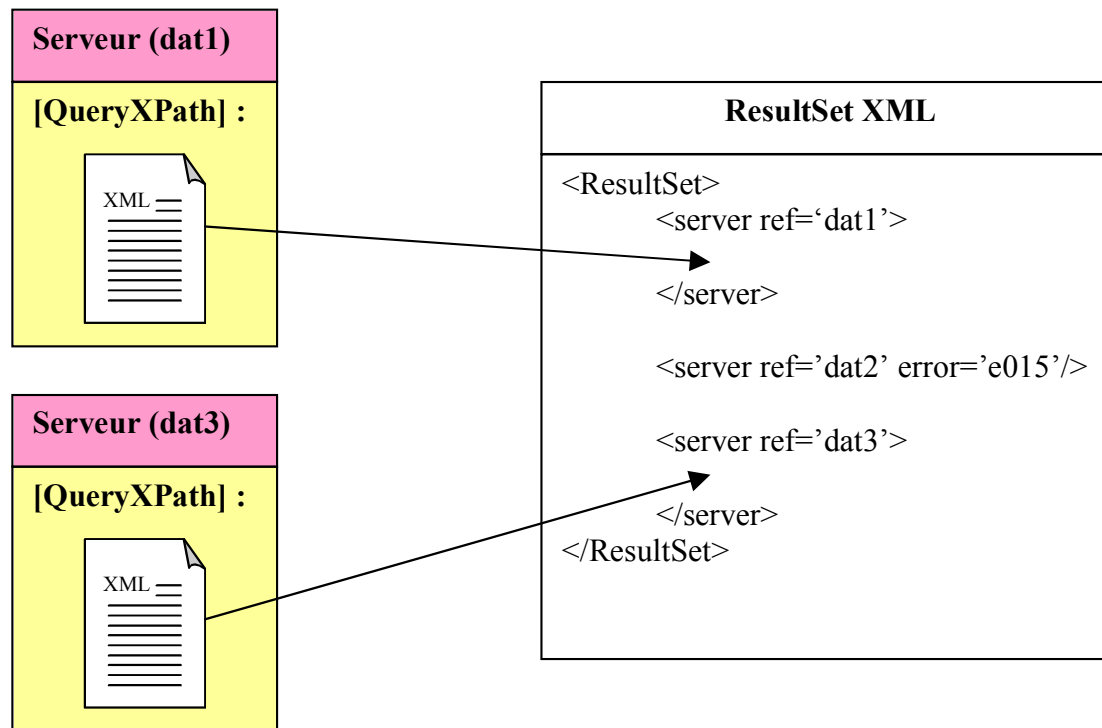 Serveur (dat1)
[QueryXPath] :
XML
Serveur (dat3)
[QueryXPath] :
XML
ResultSet XML
<ResultSet>
<server ref=‘dat1’>
</server>
<server ref=’dat2’ error=’e015’/>
<server ref=’dat3’>
</server>
</ResultSet>